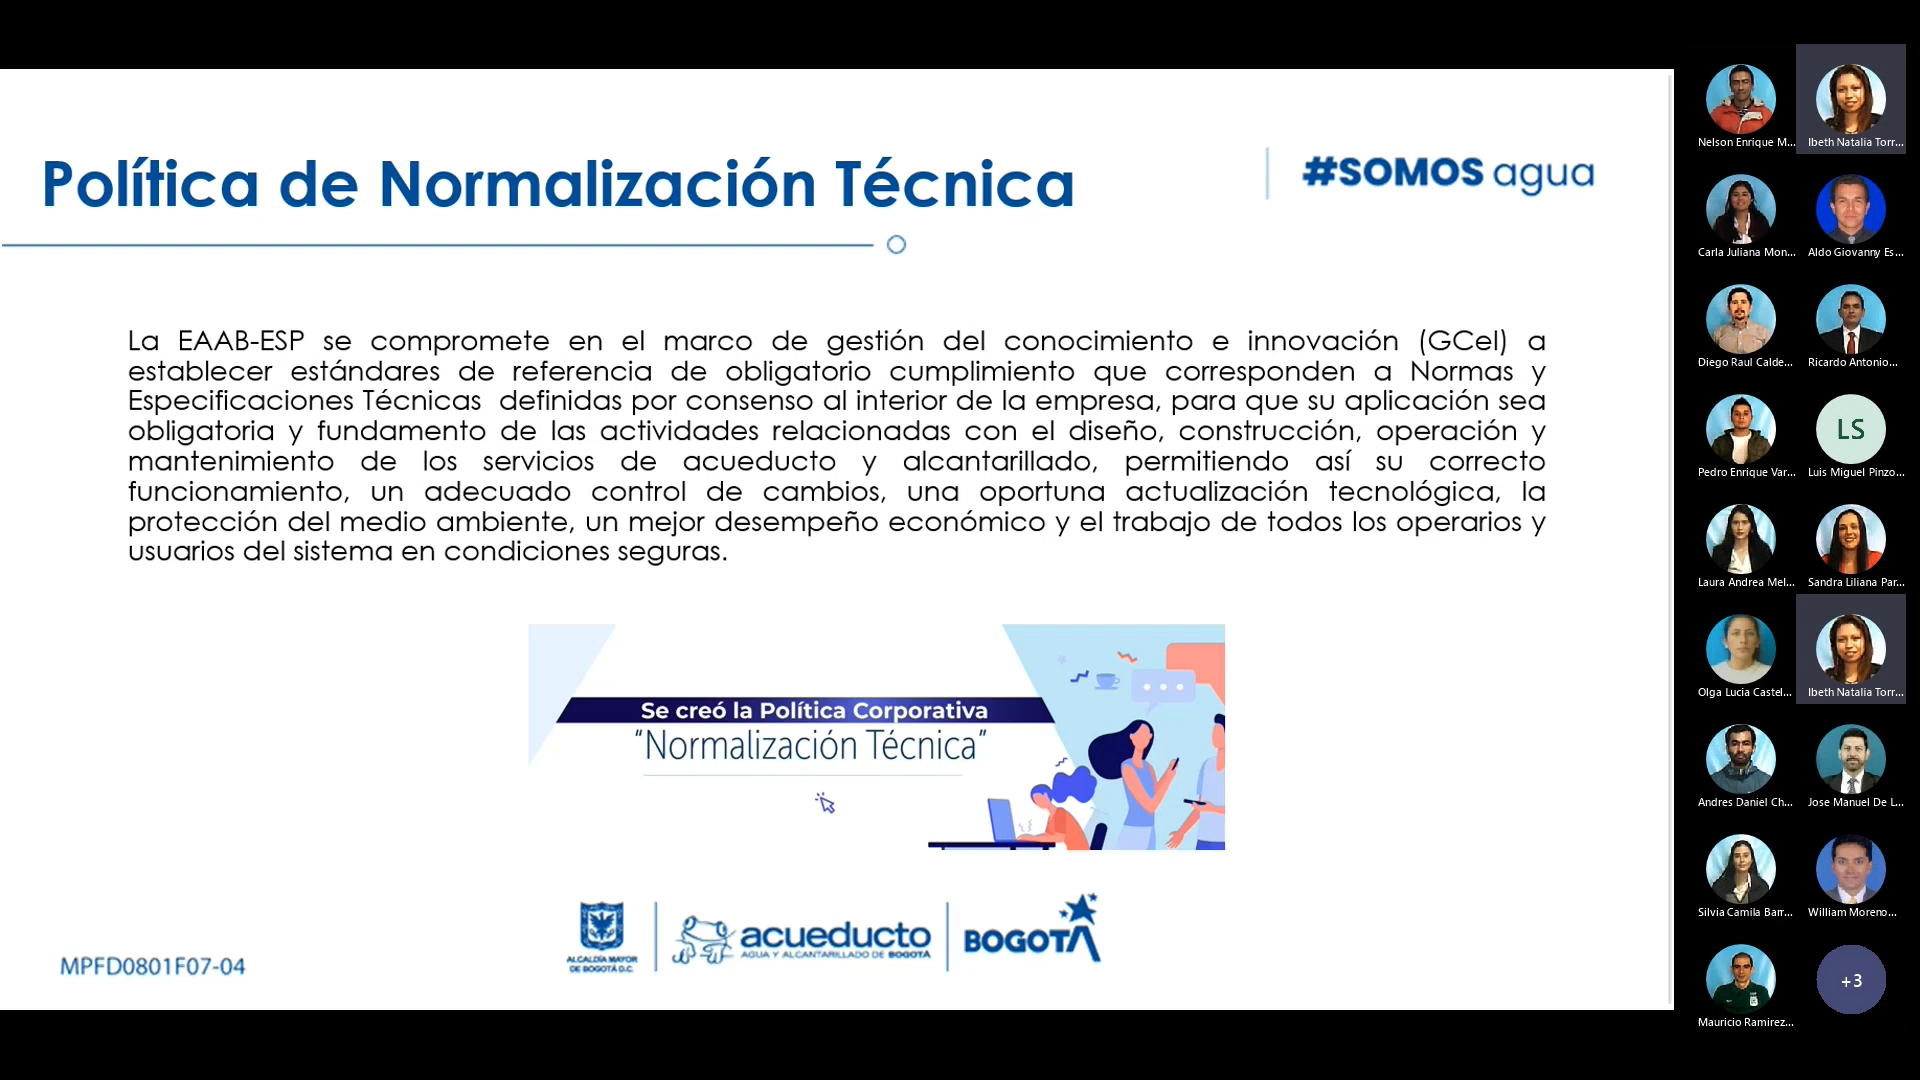 Política de Normalización Técnica
#SOMOS agua
La EAAB-ESP se compromete en el marco de gestión del conocimiento e innovación (GCeI) a
establecer estándares de referencia de obligatorio cumplimiento que corresponden a Normas y
Especificaciones Técnicas definidas por consenso al interior de la empresa, para que su aplicación sea
obligatoria y fundamento de las actividades relacionadas con el diseño, construcción, operación y
mantenimiento de los servicios de acueducto y alcantarillado, permitiendo así su correcto
funcionamiento, un adecuado control de cambios, una oportuna actualización tecnológica, la
protección del medio ambiente, un mejor desempeño económico y el trabajo de todos los operarios y
usuarios del sistema en condiciones seguras.
Se creó la Política Corporativa
“Normalización Técnica”
MPFD0801F07-04
ALCALDÍA MAYOR
DE BOGOTÁ D.C.
acueducto
AGUA Y ALCANTARILLADO DE BOGOTÁ
BOGOTÁ
Nelson Enrique M...
Ibeth Natalia Torr...
Carla Juliana Mon...
Aldo Giovanny Es...
Diego Raul Calde...
Ricardo Antonio...
Pedro Enrique Var...
LS
Luis Miguel Pinzo...
Laura Andrea Mel...
Sandra Liliana Par...
Olga Lucia Castel...
Ibeth Natalia Torr...
Andres Daniel Ch...
Jose Manuel De L...
Silvia Camila Barr...
William Moreno...
Mauricio Ramirez...
+3